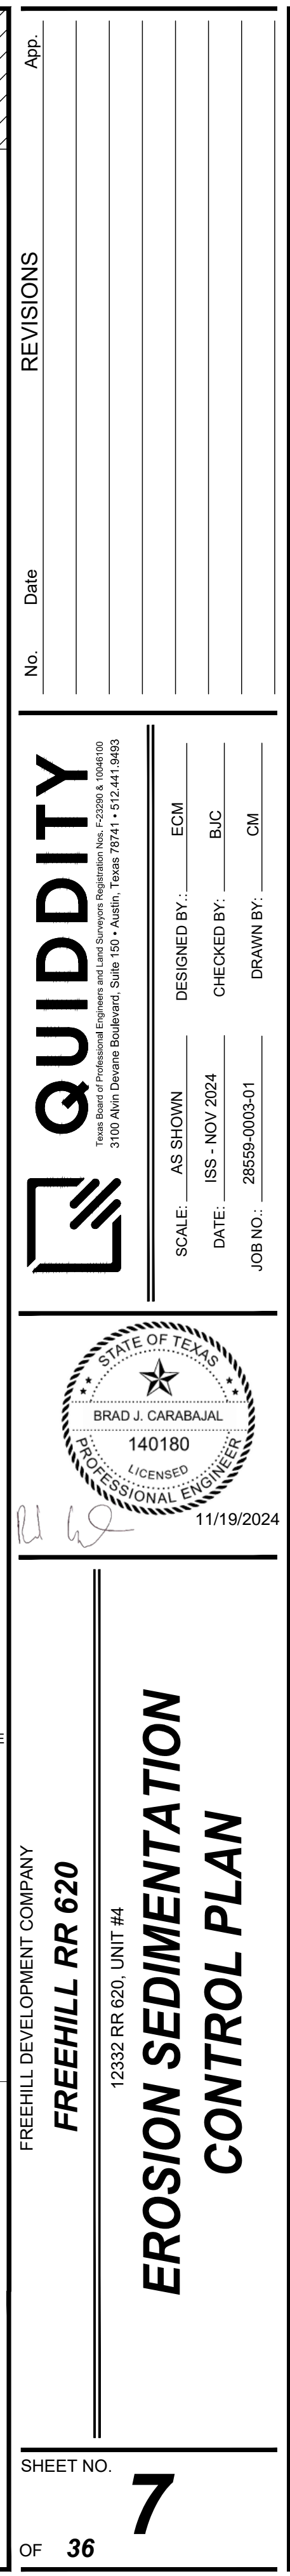 No. Date REVISIONS App.
QUIDDITY
Texas Board of Professional Engineers and Land Surveyors Registration Nos. F-23290 & 10046100
3100 Alvin Devane Boulevard, Suite 150 • Austin, Texas 78741 • 512.441.9493
SCALE: AS SHOWN DESIGNED BY.: ECM
DATE: ISS - NOV 2024 CHECKED BY: BJC
JOB NO.: 28559-0003-01 DRAWN BY: CM
STATE OF TEXAS
BRAD J. CARABAJAL
140180
LICENSED
PROFESSIONAL ENGINEER
11/19/2024
FREEHILL DEVELOPMENT COMPANY
FREEHILL RR 620
12332 RR 620, UNIT #4
EROSION SEDIMENTATION
CONTROL PLAN
SHEET NO.
7
OF 36